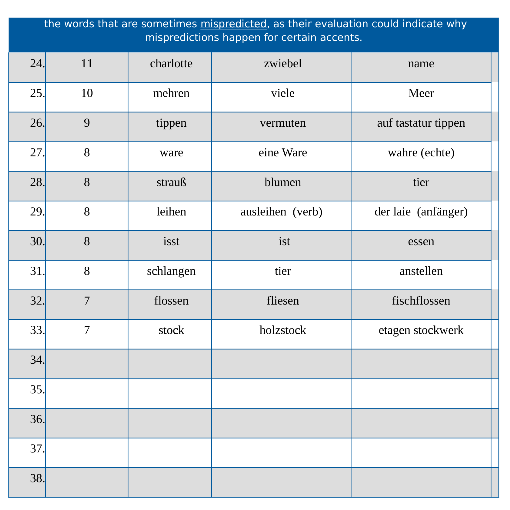 the words that are sometimes mispredicted, as their evaluation could indicate why
mispredictions happen for certain accents.
24. 11 charlotte zwiebel name
25. 10 mehren viele Meer
26. 9 tippen vermuten auf tastatur tippen
27. 8 ware eine Ware wahre (echte)
28. 8 strauß blumen tier
29. 8 leihen ausleihen (verb) der laie (anfänger)
30. 8 isst ist essen
31. 8 schlangen tier anstellen
32. 7 flossen fliesen fischflossen
33. 7 stock holzstock etagen stockwerk
34.
35.
36.
37.
38.